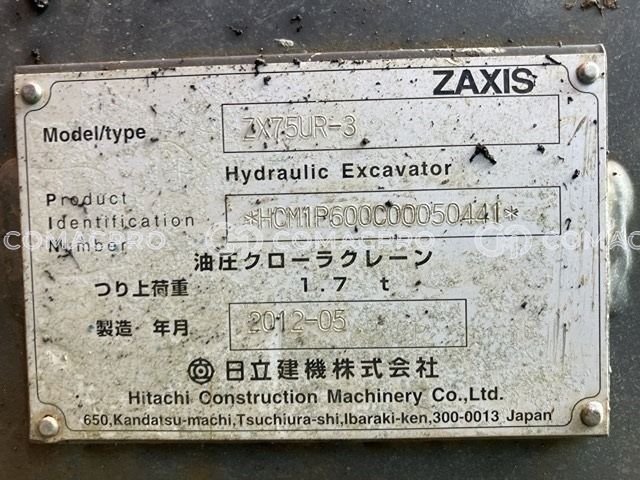 ZAXIS
Model/type ZX75UR-3
Hydraulic Excavator
Product
Identification *HCM1P600C00050441*
Number
COMAGERO COMAGERO COMAGERO
油圧クローラクレーン
つり上荷重 1.7 t
製造 年月 2012-05
日立建機株式会社
Hitachi Construction Machinery Co.,Ltd.
650,Kandatsu-machi,Tsuchiura-shi,Ibaraki-ken,300-0013 Japan